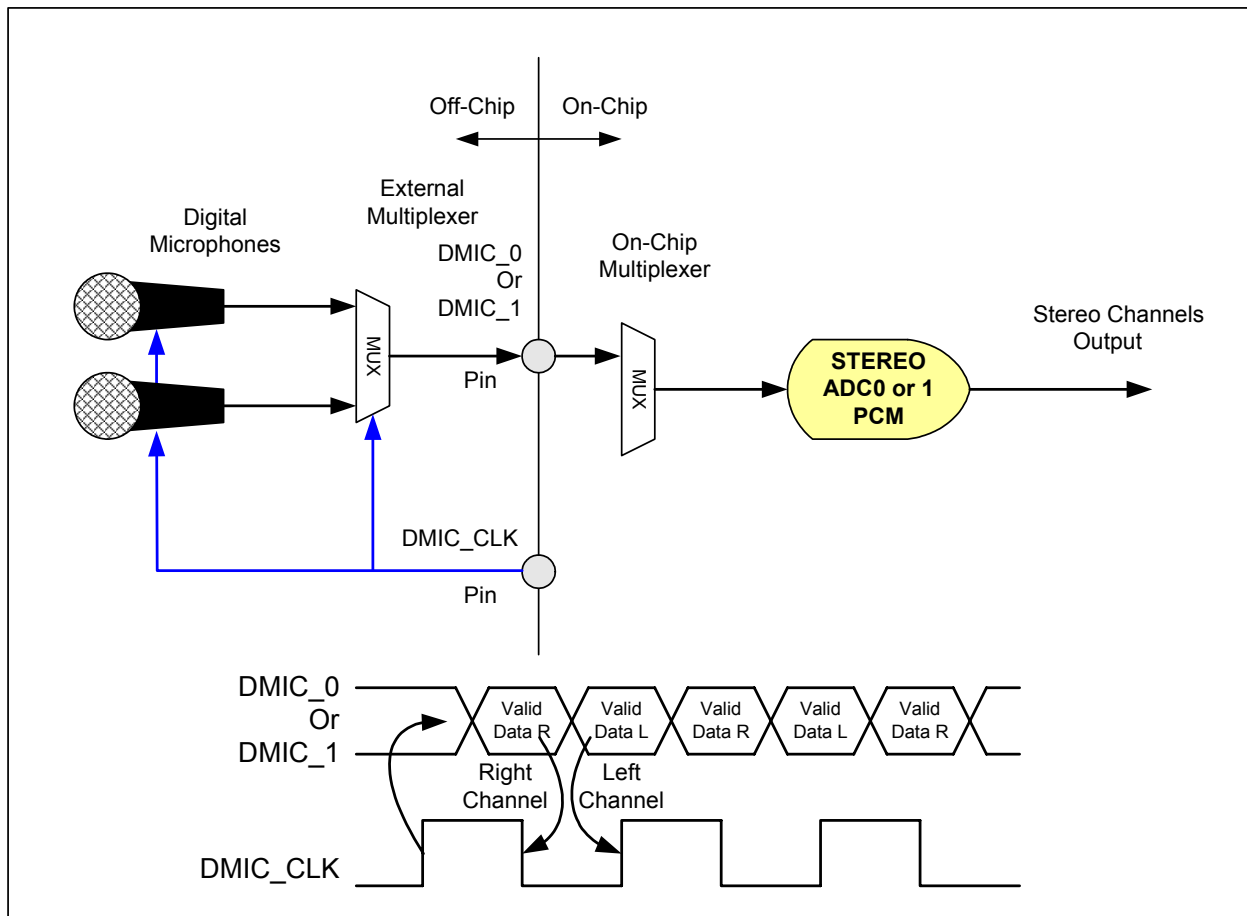 Off-Chip
On-Chip
External
Multiplexer
Digital
Microphones
DMIC_0
Or
DMIC_1
On-Chip
Multiplexer
Stereo Channels
Output
MUX
Pin
MUX
STEREO
ADC0 or 1
PCM
DMIC_CLK
Pin
DMIC_0
Or
DMIC_1
Valid
Data R
Valid
Data L
Valid
Data R
Valid
Data L
Valid
Data R
Right
Channel
Left
Channel
DMIC_CLK